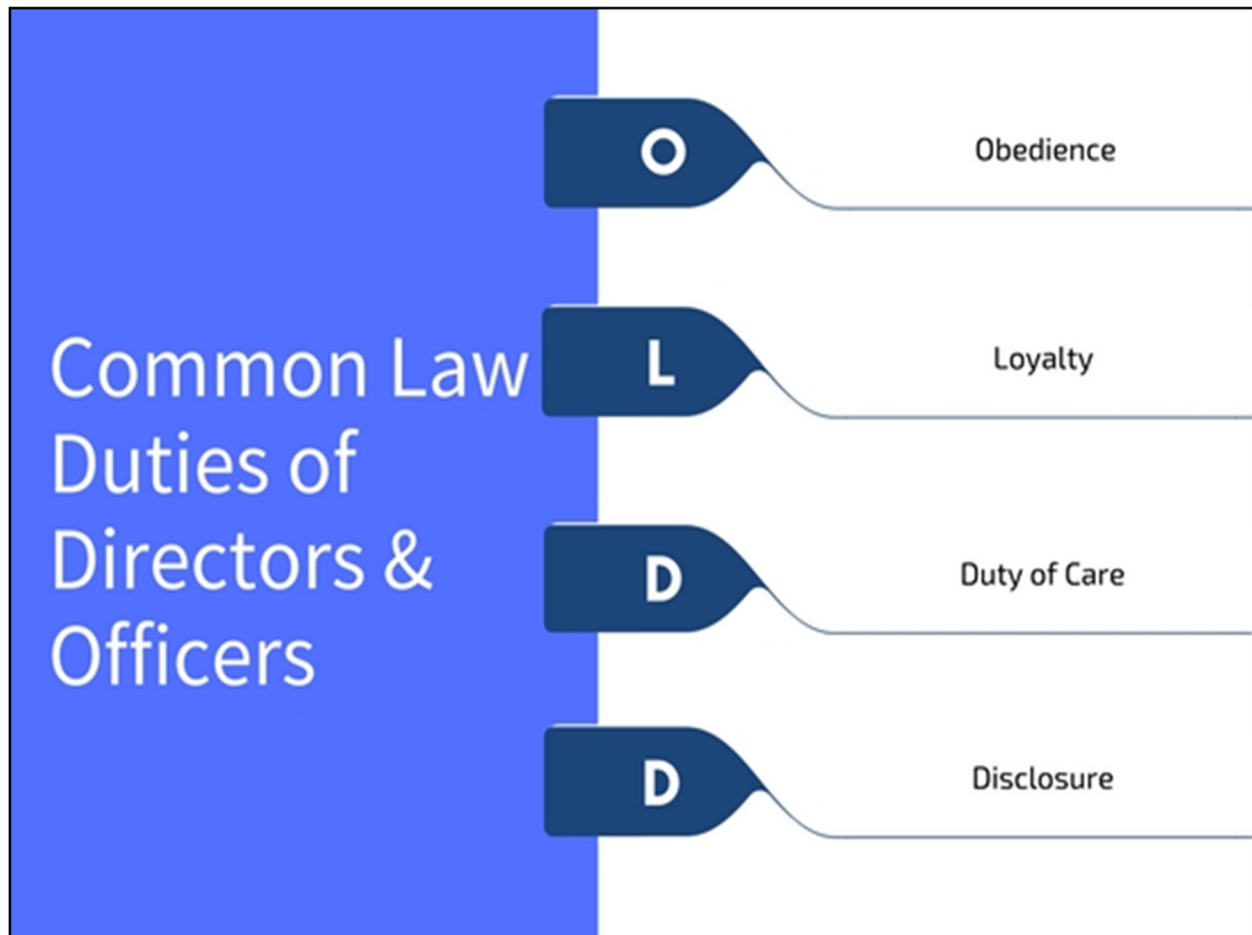 Common Law
Duties of
Directors &
Officers
O
Obedience
L
Loyalty
D
Duty of Care
D
Disclosure